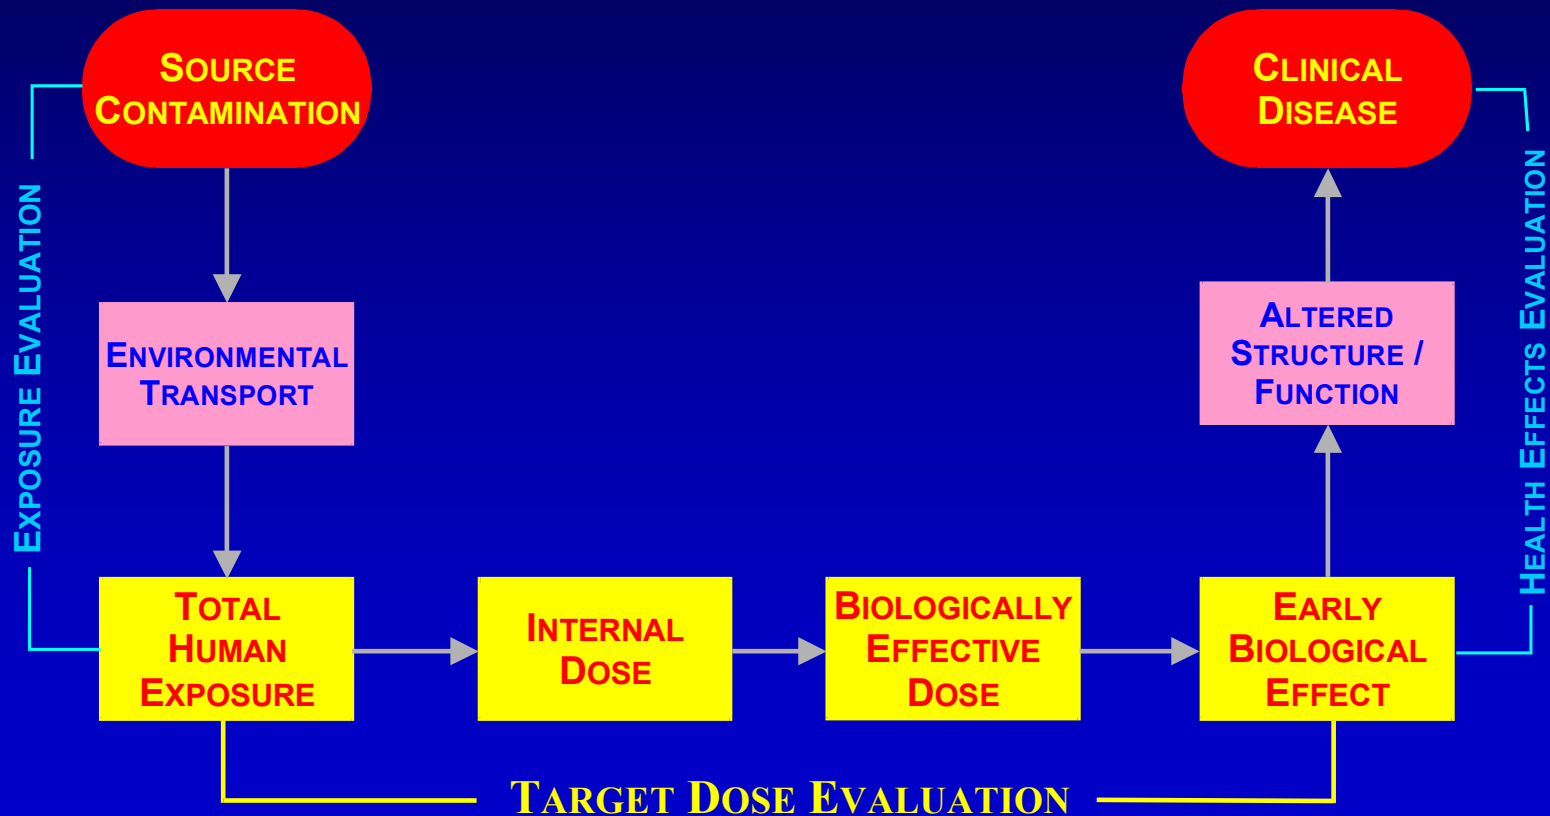 SOURCE
CONTAMINATION
CLINICAL
DISEASE
EXPOSURE EVALUATION
HEALTH EFFECTS EVALUATION
ENVIRONMENTAL
TRANSPORT
ALTERED
STRUCTURE /
FUNCTION
TOTAL
HUMAN
EXPOSURE
INTERNAL
DOSE
BIOLOGICALLY
EFFECTIVE
DOSE
EARLY
BIOLOGICAL
EFFECT
TARGET DOSE EVALUATION